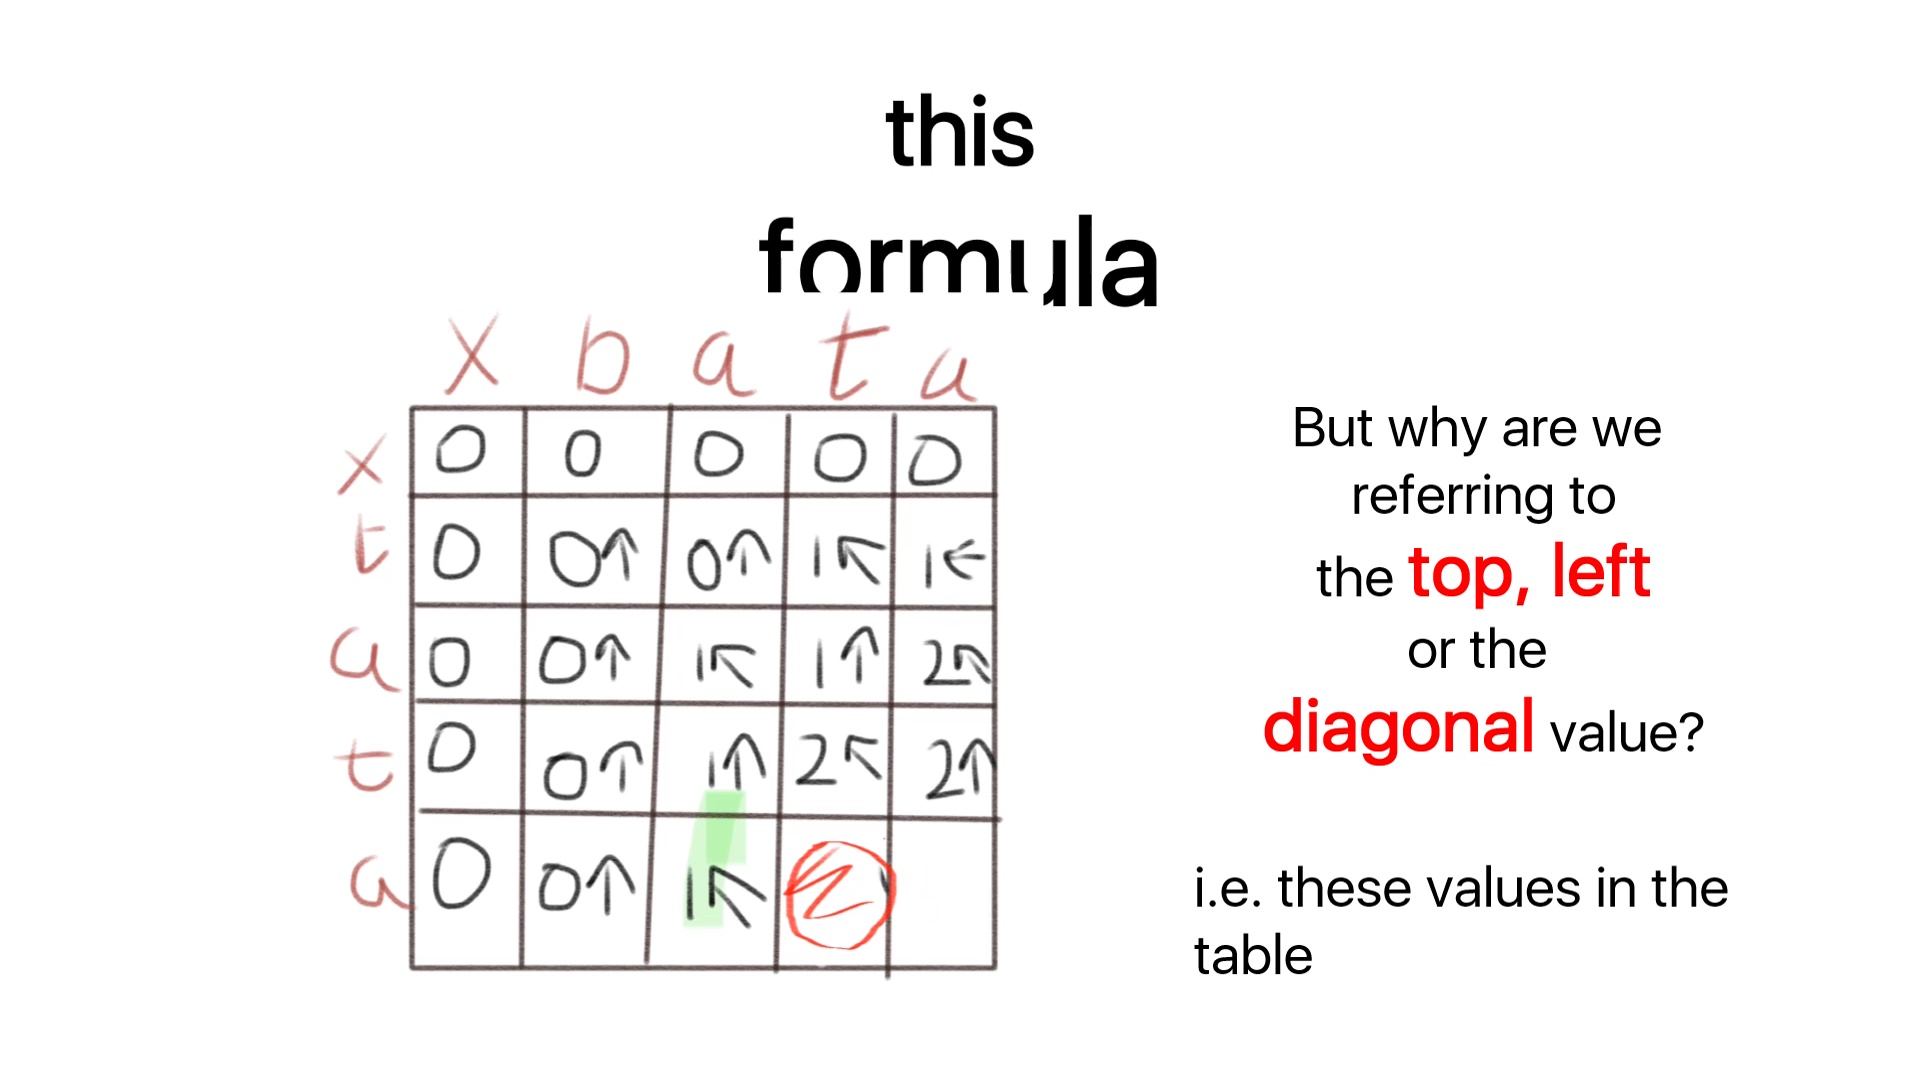 this
formula
x b a t a
x 0 0 0 0 0
t 0 0↑ 0↑ 1↖ 1←
a 0 0↑ 1↖ 1↑ 2↖
t 0 0↑ 1↑ 2↖ 2↑
a 0 0↑ 1↖ 2
But why are we
referring to
the top, left
or the
diagonal value?
i.e. these values in the
table